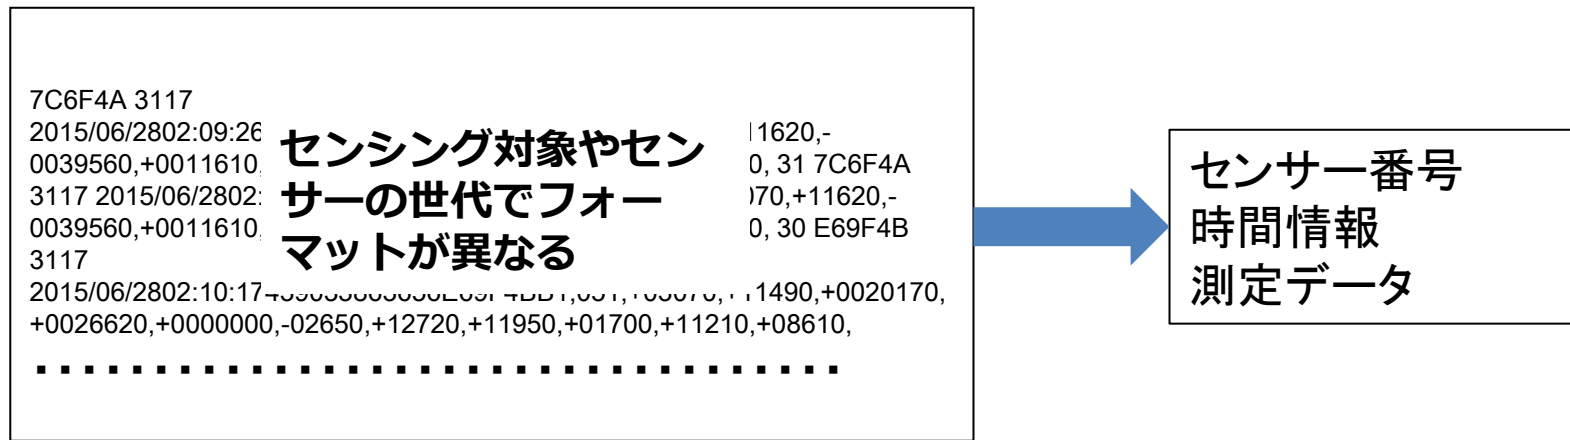 7C6F4A 3117
2015/06/2802:09:26 11620,-
0039560,+0011610, 0, 31 7C6F4A
3117 2015/06/2802: 070,+11620,-
0039560,+0011610, 0, 30 E69F4B
3117
2015/06/2802:10:17 11490,+0020170,
+0026620,+0000000,-02650,+12720,+11950,+01700,+11210,+08610,
センシング対象やセン
サーの世代でフォー
マットが異なる
センサー番号
時間情報
測定データ